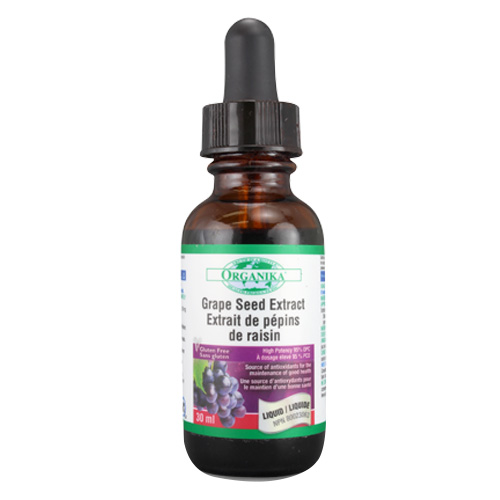 ORGANIKA
Grape Seed Extract
Extrait de pépins
de raisin
Gluten Free
Sans gluten
High Potency 95% OPC
À dosage élevé 95 % PCO
Source of antioxidants for the
maintenance of good health
Une source d'antioxydants pour
le maintien d'une bonne santé
LIQUID / LIQUIDE
NPN
30 ml